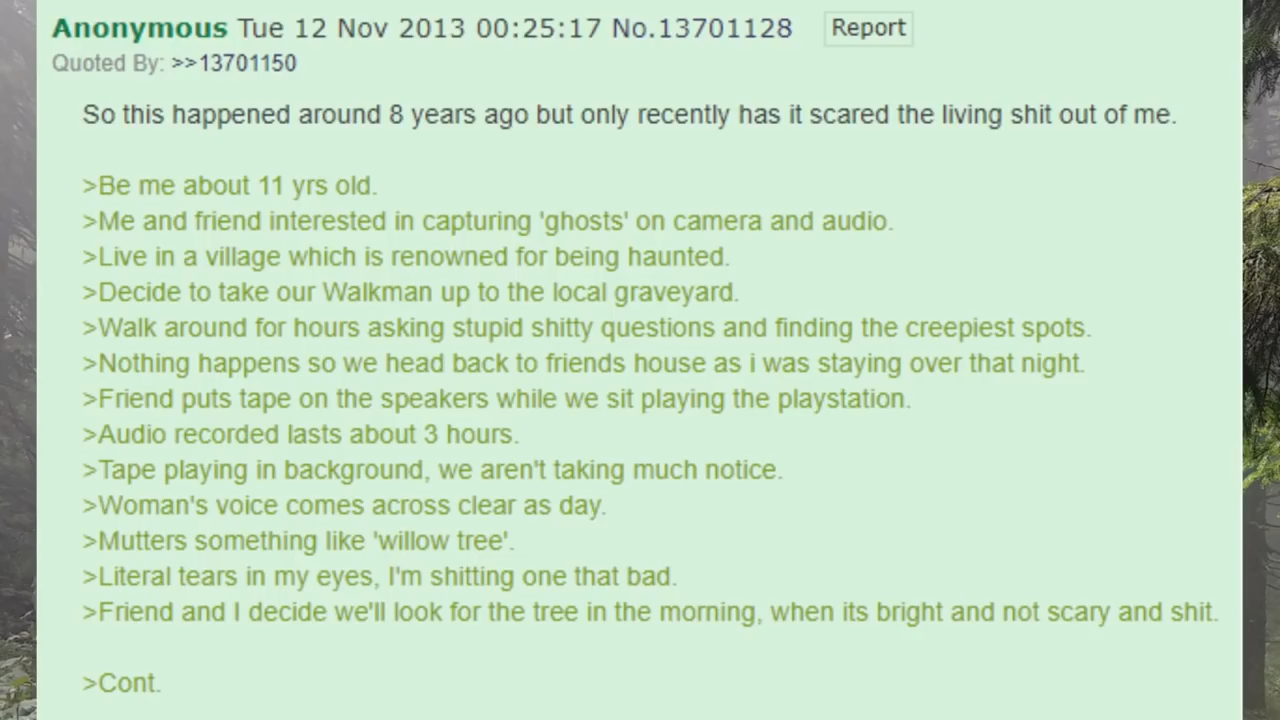 Anonymous Tue 12 Nov 2013 00:25:17 No.13701128 Report
Quoted By: >>13701150
So this happened around 8 years ago but only recently has it scared the living shit out of me.
>Be me about 11 yrs old.
>Me and friend interested in capturing 'ghosts' on camera and audio.
>Live in a village which is renowned for being haunted.
>Decide to take our Walkman up to the local graveyard.
>Walk around for hours asking stupid shitty questions and finding the creepiest spots.
>Nothing happens so we head back to friends house as i was staying over that night.
>Friend puts tape on the speakers while we sit playing the playstation.
>Audio recorded lasts about 3 hours.
>Tape playing in background, we aren't taking much notice.
>Woman's voice comes across clear as day.
>Mutters something like 'willow tree'.
>Literal tears in my eyes, I'm shitting one that bad.
>Friend and I decide we'll look for the tree in the morning, when its bright and not scary and shit.
>Cont.